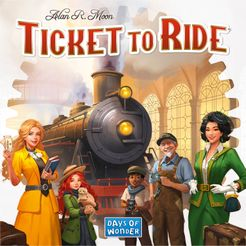 Alan R. Moon
TICKET TO RIDE
DAYS OF
WONDER